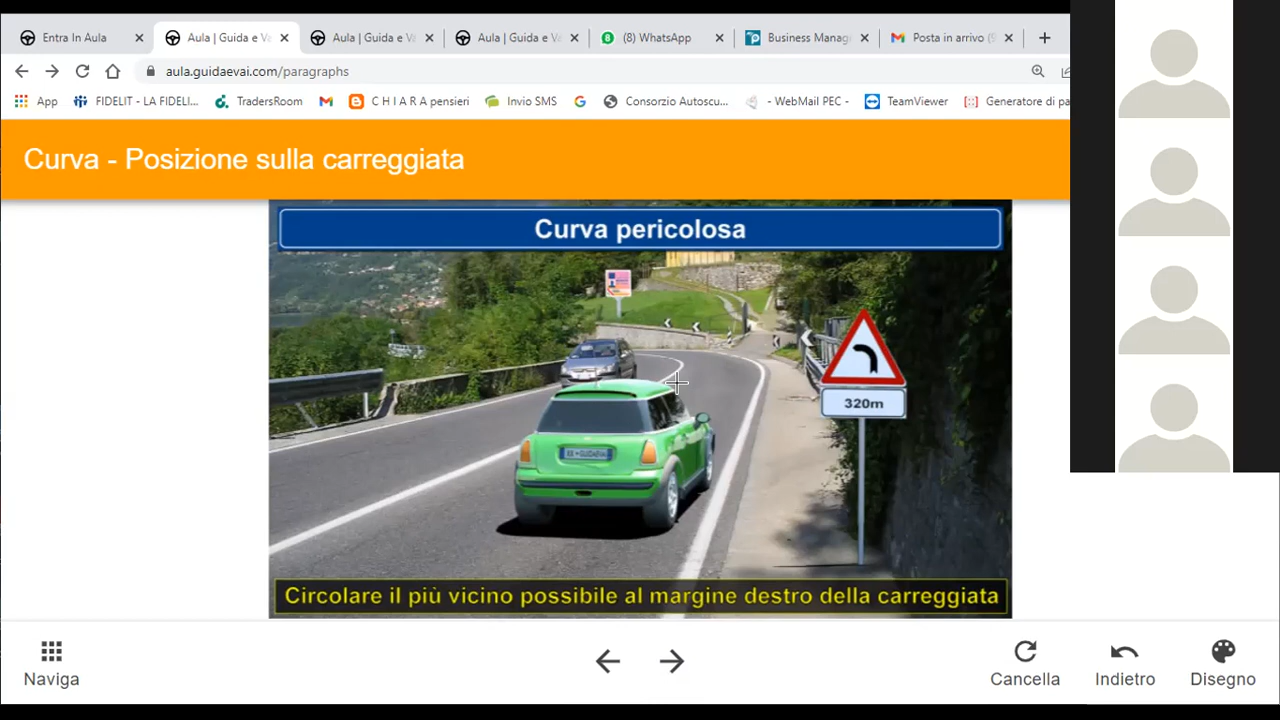 Entra In Aula
Aula | Guida e Va
Aula | Guida e Va
Aula | Guida e Va
(8) WhatsApp
Business Manag
Posta in arrivo (9
aula.guidaevai.com/paragraphs
App
FIDELIT - LA FIDELI...
TradersRoom
C H I A R A pensieri
Invio SMS
Consorzio Autoscu...
- WebMail PEC -
TeamViewer
Generatore di pa
Curva - Posizione sulla carreggiata
Curva pericolosa
320m
Circolare il più vicino possibile al margine destro della carreggiata
Naviga
Cancella
Indietro
Disegno